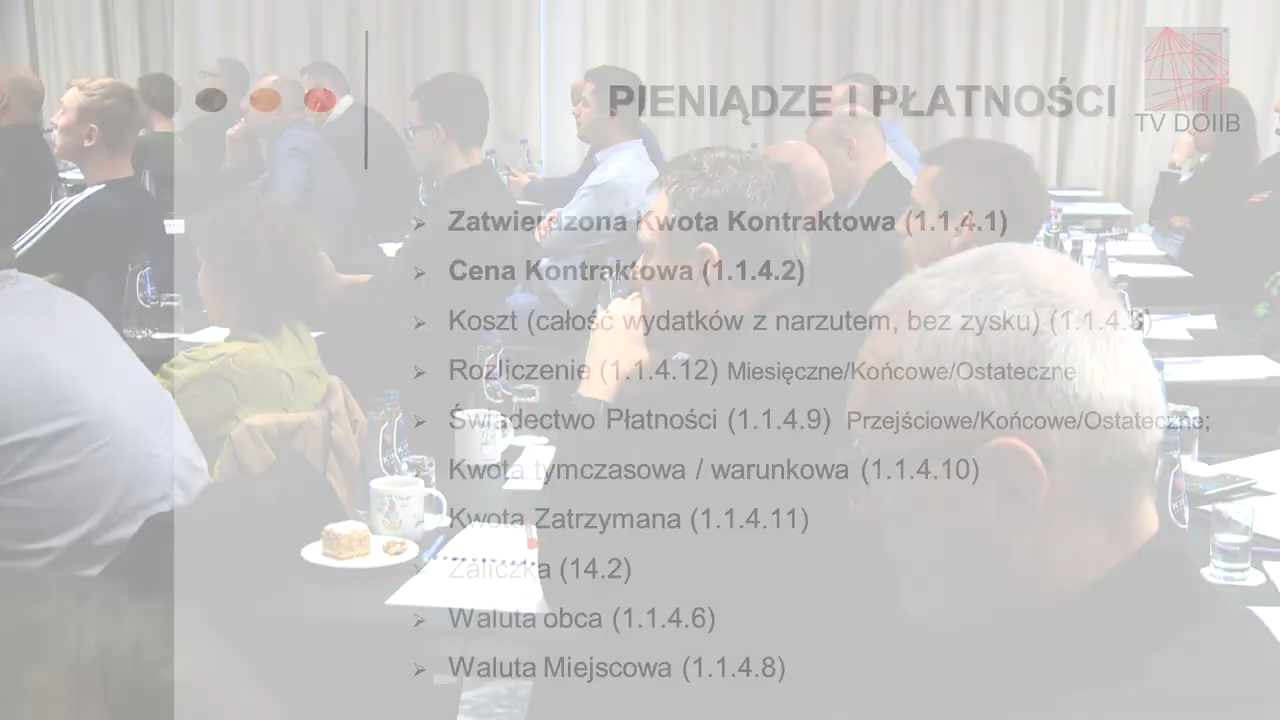 PIENIĄDZE I PŁATNOŚCI
TV DOIIB
Zatwierdzona Kwota Kontraktowa (1.1.4.1)
Cena Kontraktowa (1.1.4.2)
Koszt (całość wydatków z narzutem, bez zysku) (1.1.4.3)
Rozliczenie (1.1.4.12) Miesięczne/Końcowe/Ostateczne
Świadectwo Płatności (1.1.4.9) Przejściowe/Końcowe/Ostateczne;
Kwota tymczasowa / warunkowa (1.1.4.10)
Kwota Zatrzymana (1.1.4.11)
Zaliczka (14.2)
Waluta obca (1.1.4.6)
Waluta Miejscowa (1.1.4.8)